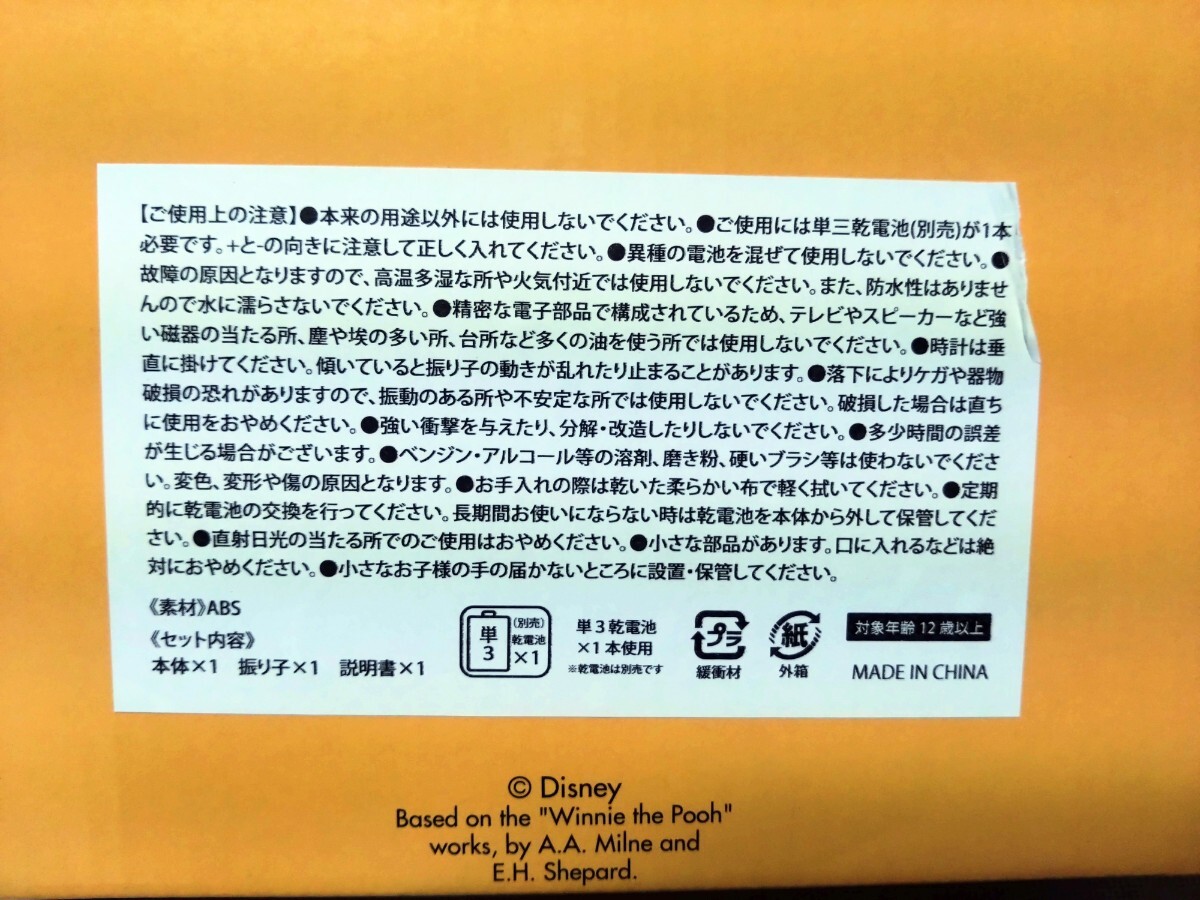 【ご使用上の注意】●本来の用途以外には使用しないでください。●ご使用には単三乾電池(別売)が1本
必要です。+と-の向きに注意して正しく入れてください。●異種の電池を混ぜて使用しないでください。●
故障の原因となりますので、高温多湿な所や火気付近では使用しないでください。また、防水性はありませ
んので水に濡らさないでください。●精密な電子部品で構成されているため、テレビやスピーカーなど強
い磁器の当たる所、塵や埃の多い所、台所など多くの油を使う所では使用しないでください。●時計は垂
直に掛けてください。傾いていると振り子の動きが乱れたり止まることがあります。●落下によりケガや器物
破損の恐れがありますので、振動のある所や不安定な所では使用しないでください。破損した場合は直ち
に使用をおやめください。●強い衝撃を与えたり、分解・改造したりしないでください。●多少時間の誤差
が生じる場合がございます。●ベンジン・アルコール等の溶剤、磨き粉、硬いブラシ等は使わないでくださ
い。変色、変形や傷の原因となります。●お手入れの際は乾いた柔らかい布で軽く拭いてください。●定期
的に乾電池の交換を行ってください。長期間お使いにならない時は乾電池を本体から外して保管してくだ
さい。●直射日光の当たる所でのご使用はおやめください。●小さな部品があります。口に入れるなどは絶
対におやめください。●小さなお子様の手の届かないところに設置・保管してください。
《素材》ABS
《セット内容》
本体×1 振り子×1 説明書×1
単3
(別売)
乾電池
×1
単3乾電池
×1本使用
※乾電池は別売です
プラ
緩衝材
紙
外箱
対象年齢12歳以上
MADE IN CHINA
© Disney
Based on the "Winnie the Pooh"
works, by A.A. Milne and
E.H. Shepard.